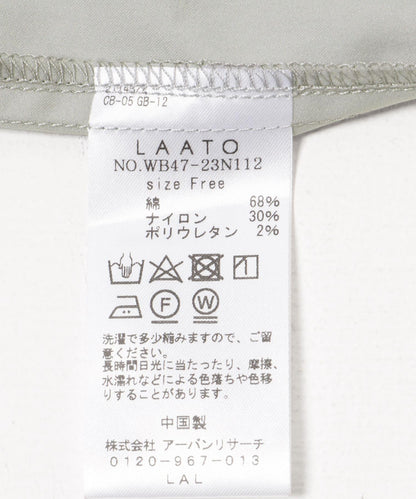 CB-05 GB-12
LAATO
NO.WB47-23N112
size Free
綿 68%
ナイロン 30%
ポリウレタン 2%
F W
洗濯で多少縮みますので、ご留
意ください。
長時間日光に当たったり、摩擦、
水濡れなどによる色落ちや色移
りすることがあります。
中国製
株式会社 アーバンリサーチ
0120-967-013
LAL